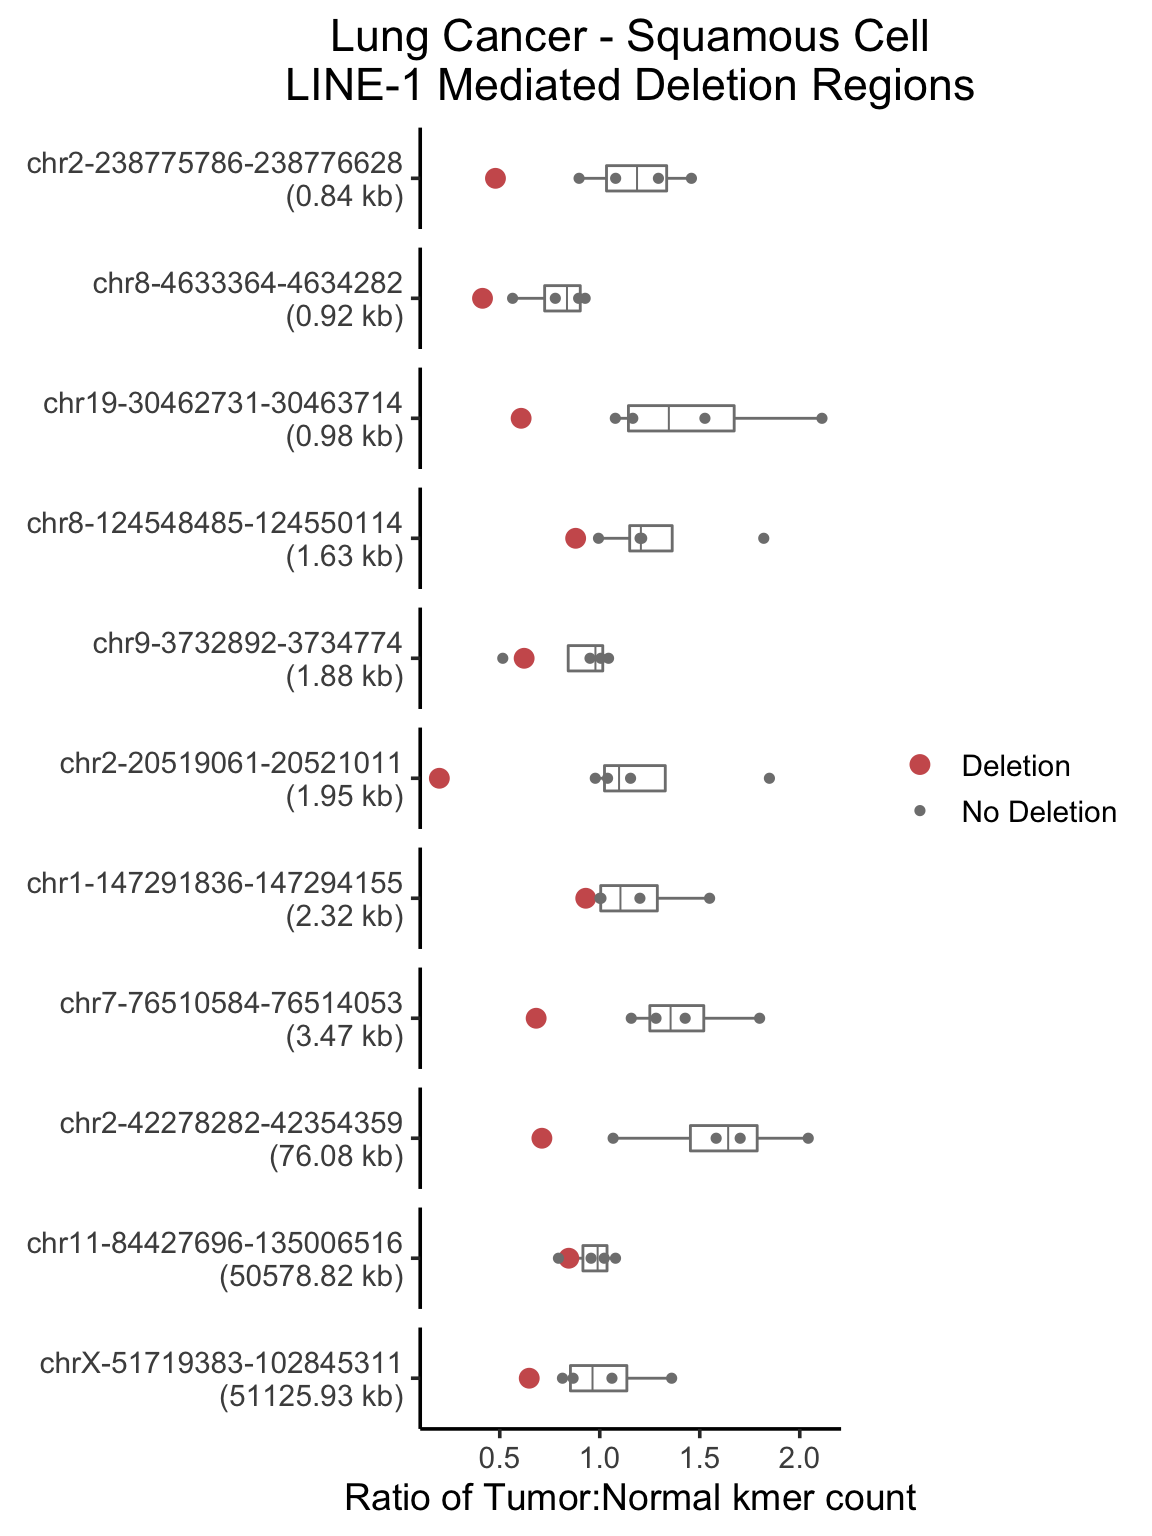 Lung Cancer - Squamous Cell
LINE-1 Mediated Deletion Regions
chr2-238775786-238776628
(0.84 kb)
chr8-4633364-4634282
(0.92 kb)
chr19-30462731-30463714
(0.98 kb)
chr8-124548485-124550114
(1.63 kb)
chr9-3732892-3734774
(1.88 kb)
chr2-20519061-20521011
(1.95 kb)
Deletion
No Deletion
chr1-147291836-147294155
(2.32 kb)
chr7-76510584-76514053
(3.47 kb)
chr2-42278282-42354359
(76.08 kb)
chr11-84427696-135006516
(50578.82 kb)
chrX-51719383-102845311
(51125.93 kb)
0.5 1.0 1.5 2.0
Ratio of Tumor:Normal kmer count